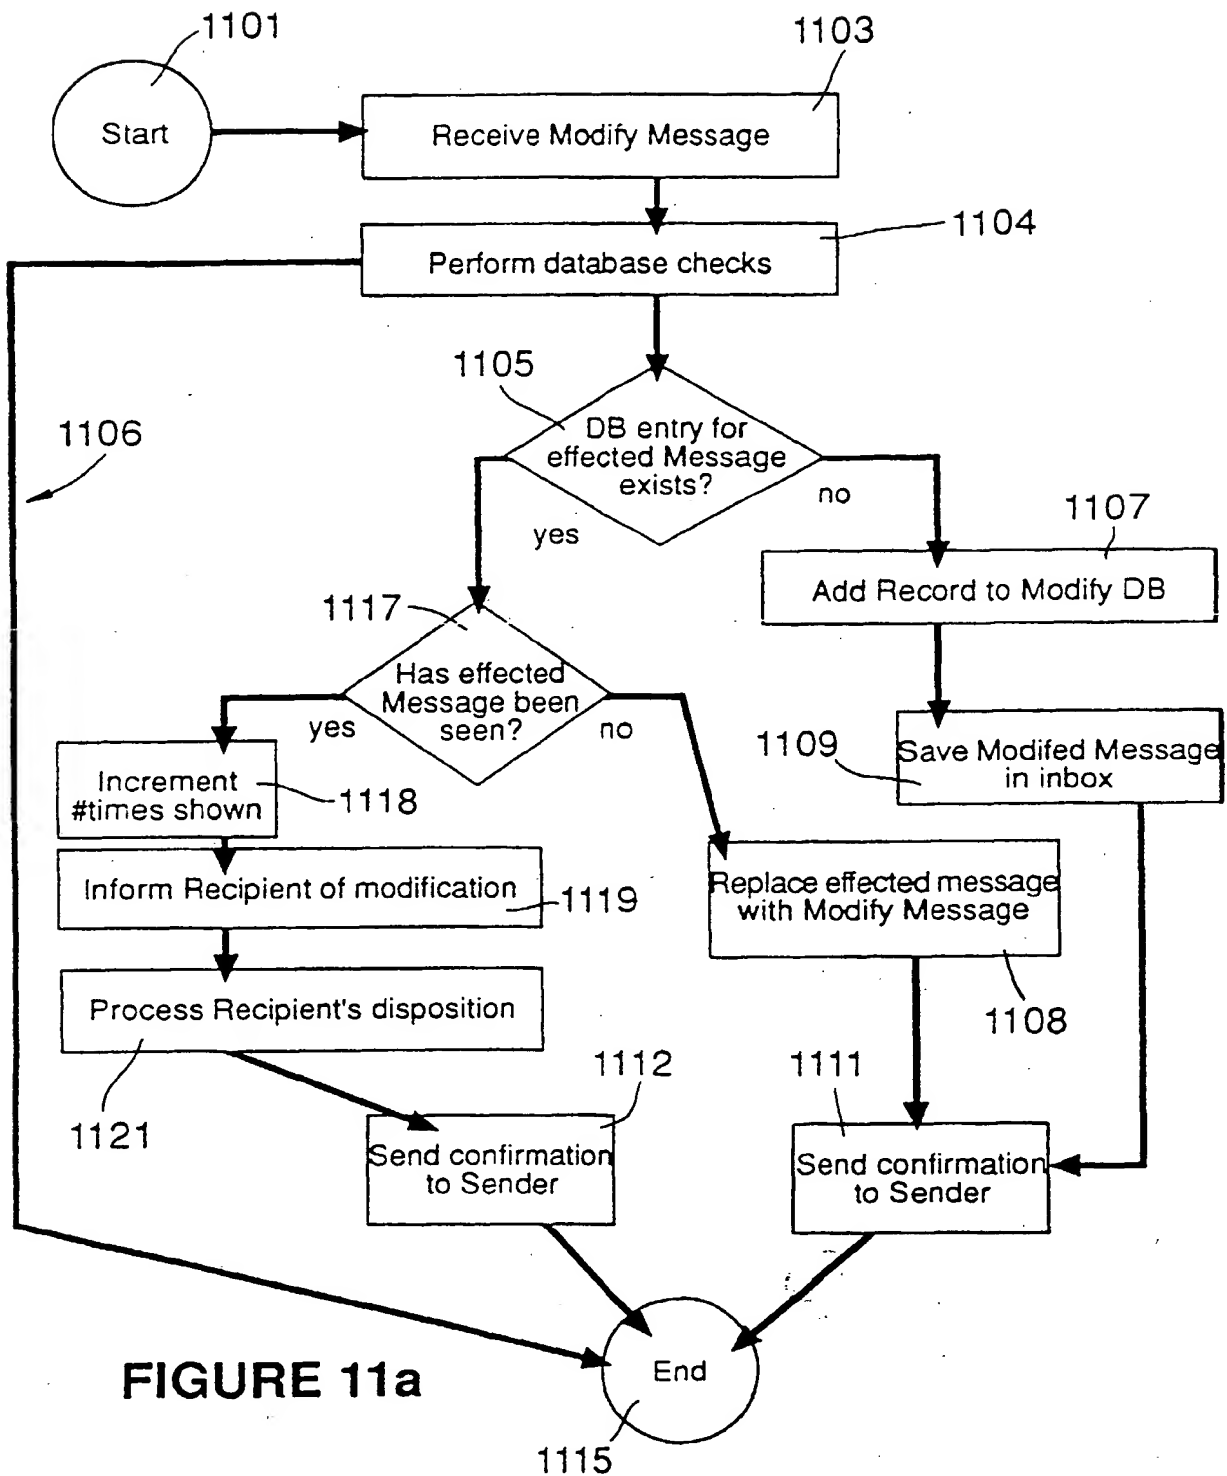 1101
1103
Start
Receive Modify Message
1104
Perform database checks
1105
DB entry for
effected Message
exists?
1106
no
yes
1107
Add Record to Modify DB
1117
Has effected
Message been
seen?
yes
no
1109
Save Modifed Message
in inbox
Increment
#times shown
1118
Inform Recipient of modification
1119
Replace effected message
with Modify Message
1108
Process Recipient's disposition
1121
1112
1111
Send confirmation
to Sender
Send confirmation
to Sender
End
1115
FIGURE 11a